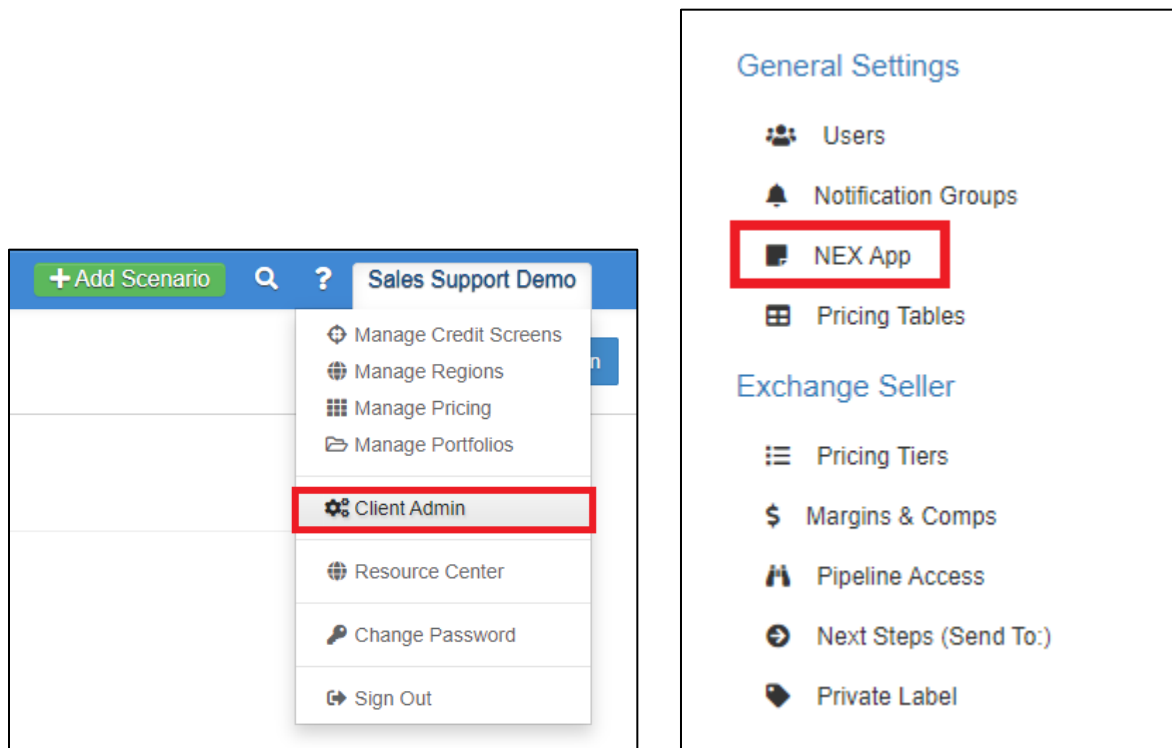 + Add Scenario
?
Sales Support Demo
n
Manage Credit Screens
Manage Regions
Manage Pricing
Manage Portfolios
Client Admin
Resource Center
Change Password
Sign Out
General Settings
Users
Notification Groups
NEX App
Pricing Tables
Exchange Seller
Pricing Tiers
$ Margins & Comps
Pipeline Access
Next Steps (Send To:)
Private Label